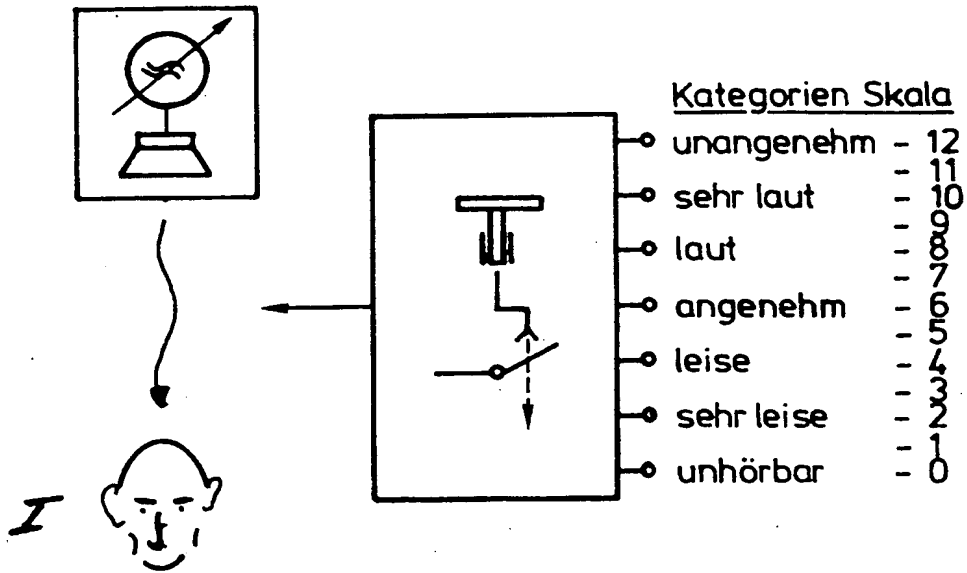 Kategorien Skala
unangenehm - 12
- 11
sehr laut - 10
- 9
laut - 8
- 7
angenehm - 6
- 5
leise - 4
- 3
sehr leise - 2
- 1
unhörbar - 0
I